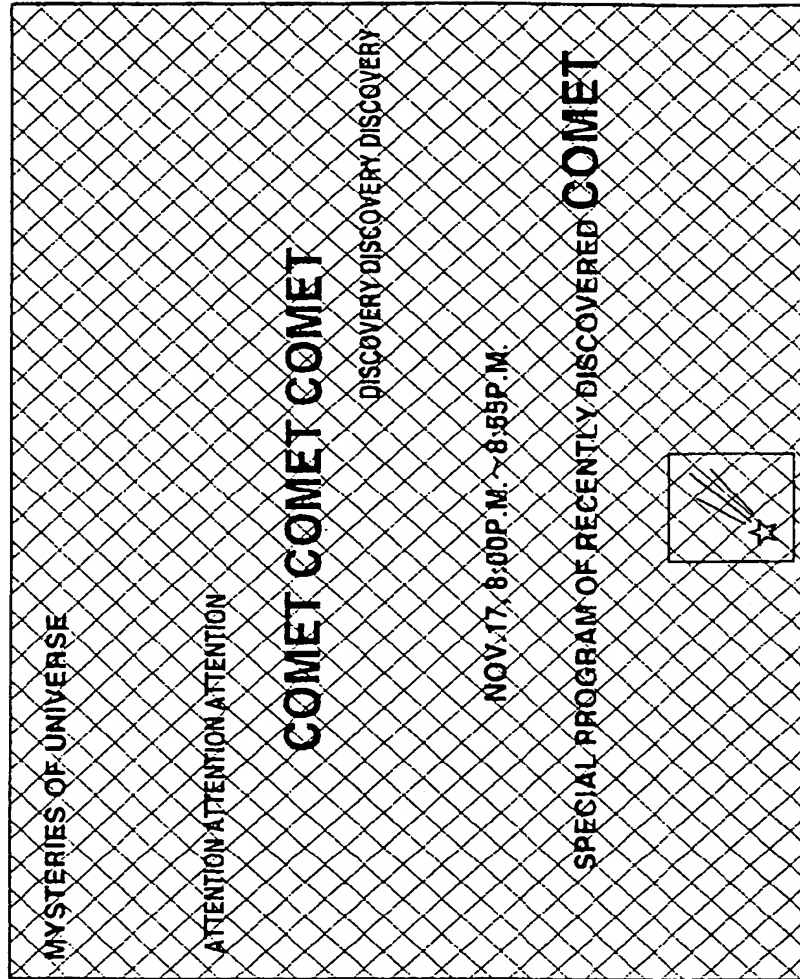 MYSTERIES OF UNIVERSE
ATTENTION ATTENTION ATTENTION
COMET COMET COMET
DISCOVERY DISCOVERY DISCOVERY
NOV.17, 8:00P.M.~8:55P.M.
SPECIAL PROGRAM OF RECENTLY DISCOVERED COMET